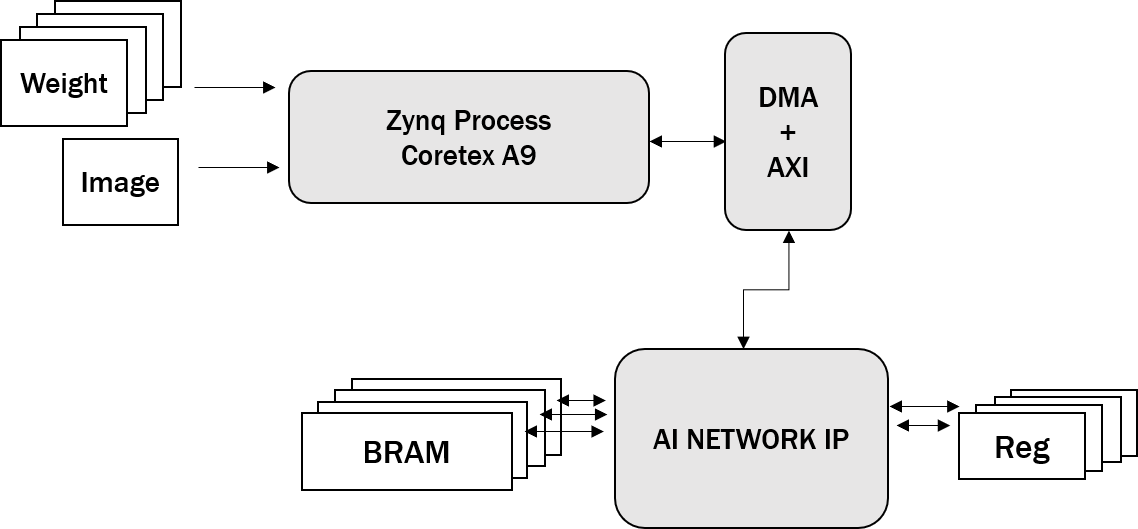 Weight
Image
Zynq Process
Coretex A9
DMA
+
AXI
BRAM
AI NETWORK IP
Reg